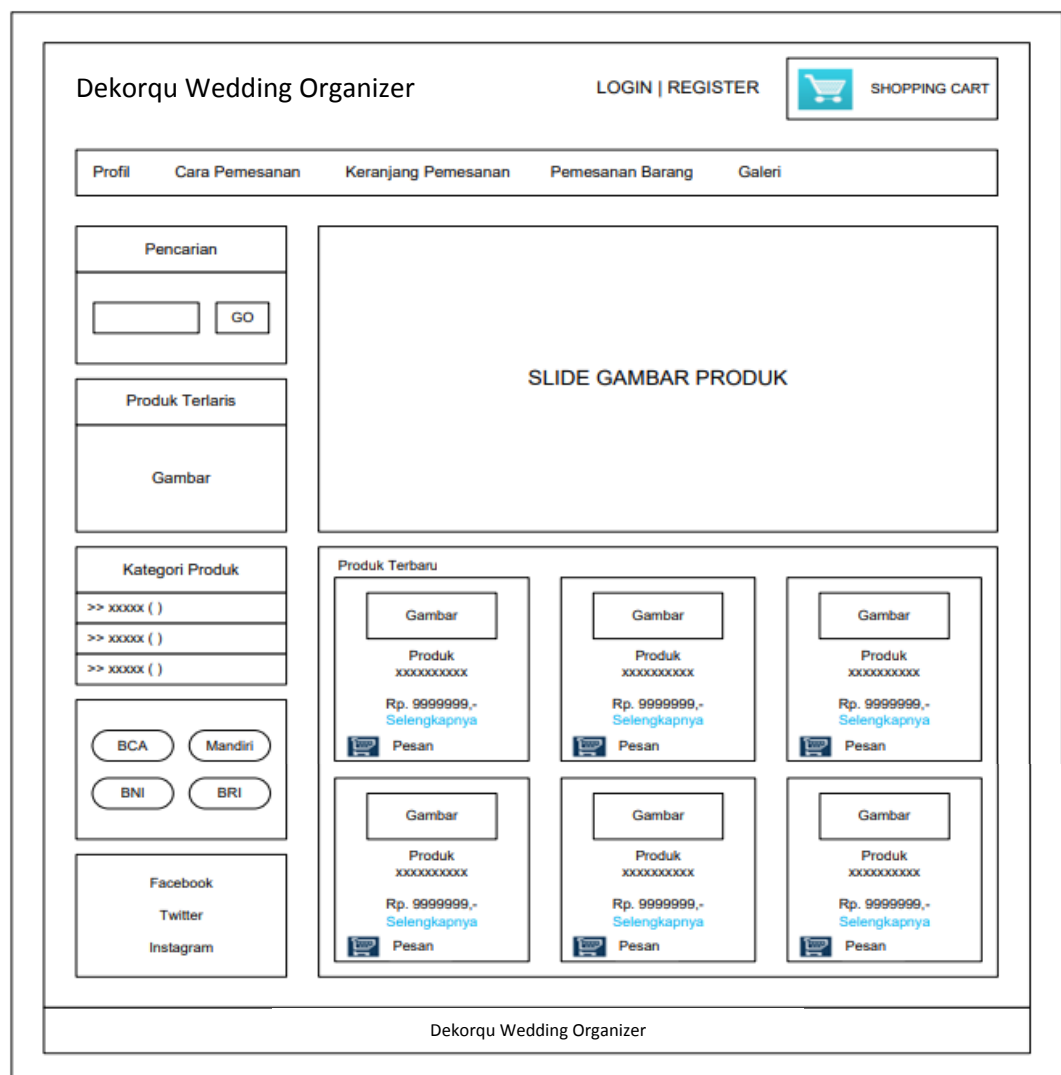 Dekorqu Wedding Organizer
LOGIN | REGISTER
SHOPPING CART
Profil Cara Pemesanan Keranjang Pemesanan Pemesanan Barang Galeri
Pencarian
GO
SLIDE GAMBAR PRODUK
Produk Terlaris
Gambar
Kategori Produk
>> xxxxx ( )
>> xxxxx ( )
>> xxxxx ( )
BCA Mandiri
BNI BRI
Facebook
Twitter
Instagram
Produk Terbaru
Gambar
Produk
xxxxxxxxxx
Rp. 9999999,-
Selengkapnya
Pesan
Gambar
Produk
xxxxxxxxxx
Rp. 9999999,-
Selengkapnya
Pesan
Gambar
Produk
xxxxxxxxxx
Rp. 9999999,-
Selengkapnya
Pesan
Gambar
Produk
xxxxxxxxxx
Rp. 9999999,-
Selengkapnya
Pesan
Gambar
Produk
xxxxxxxxxx
Rp. 9999999,-
Selengkapnya
Pesan
Gambar
Produk
xxxxxxxxxx
Rp. 9999999,-
Selengkapnya
Pesan
Dekorqu Wedding Organizer